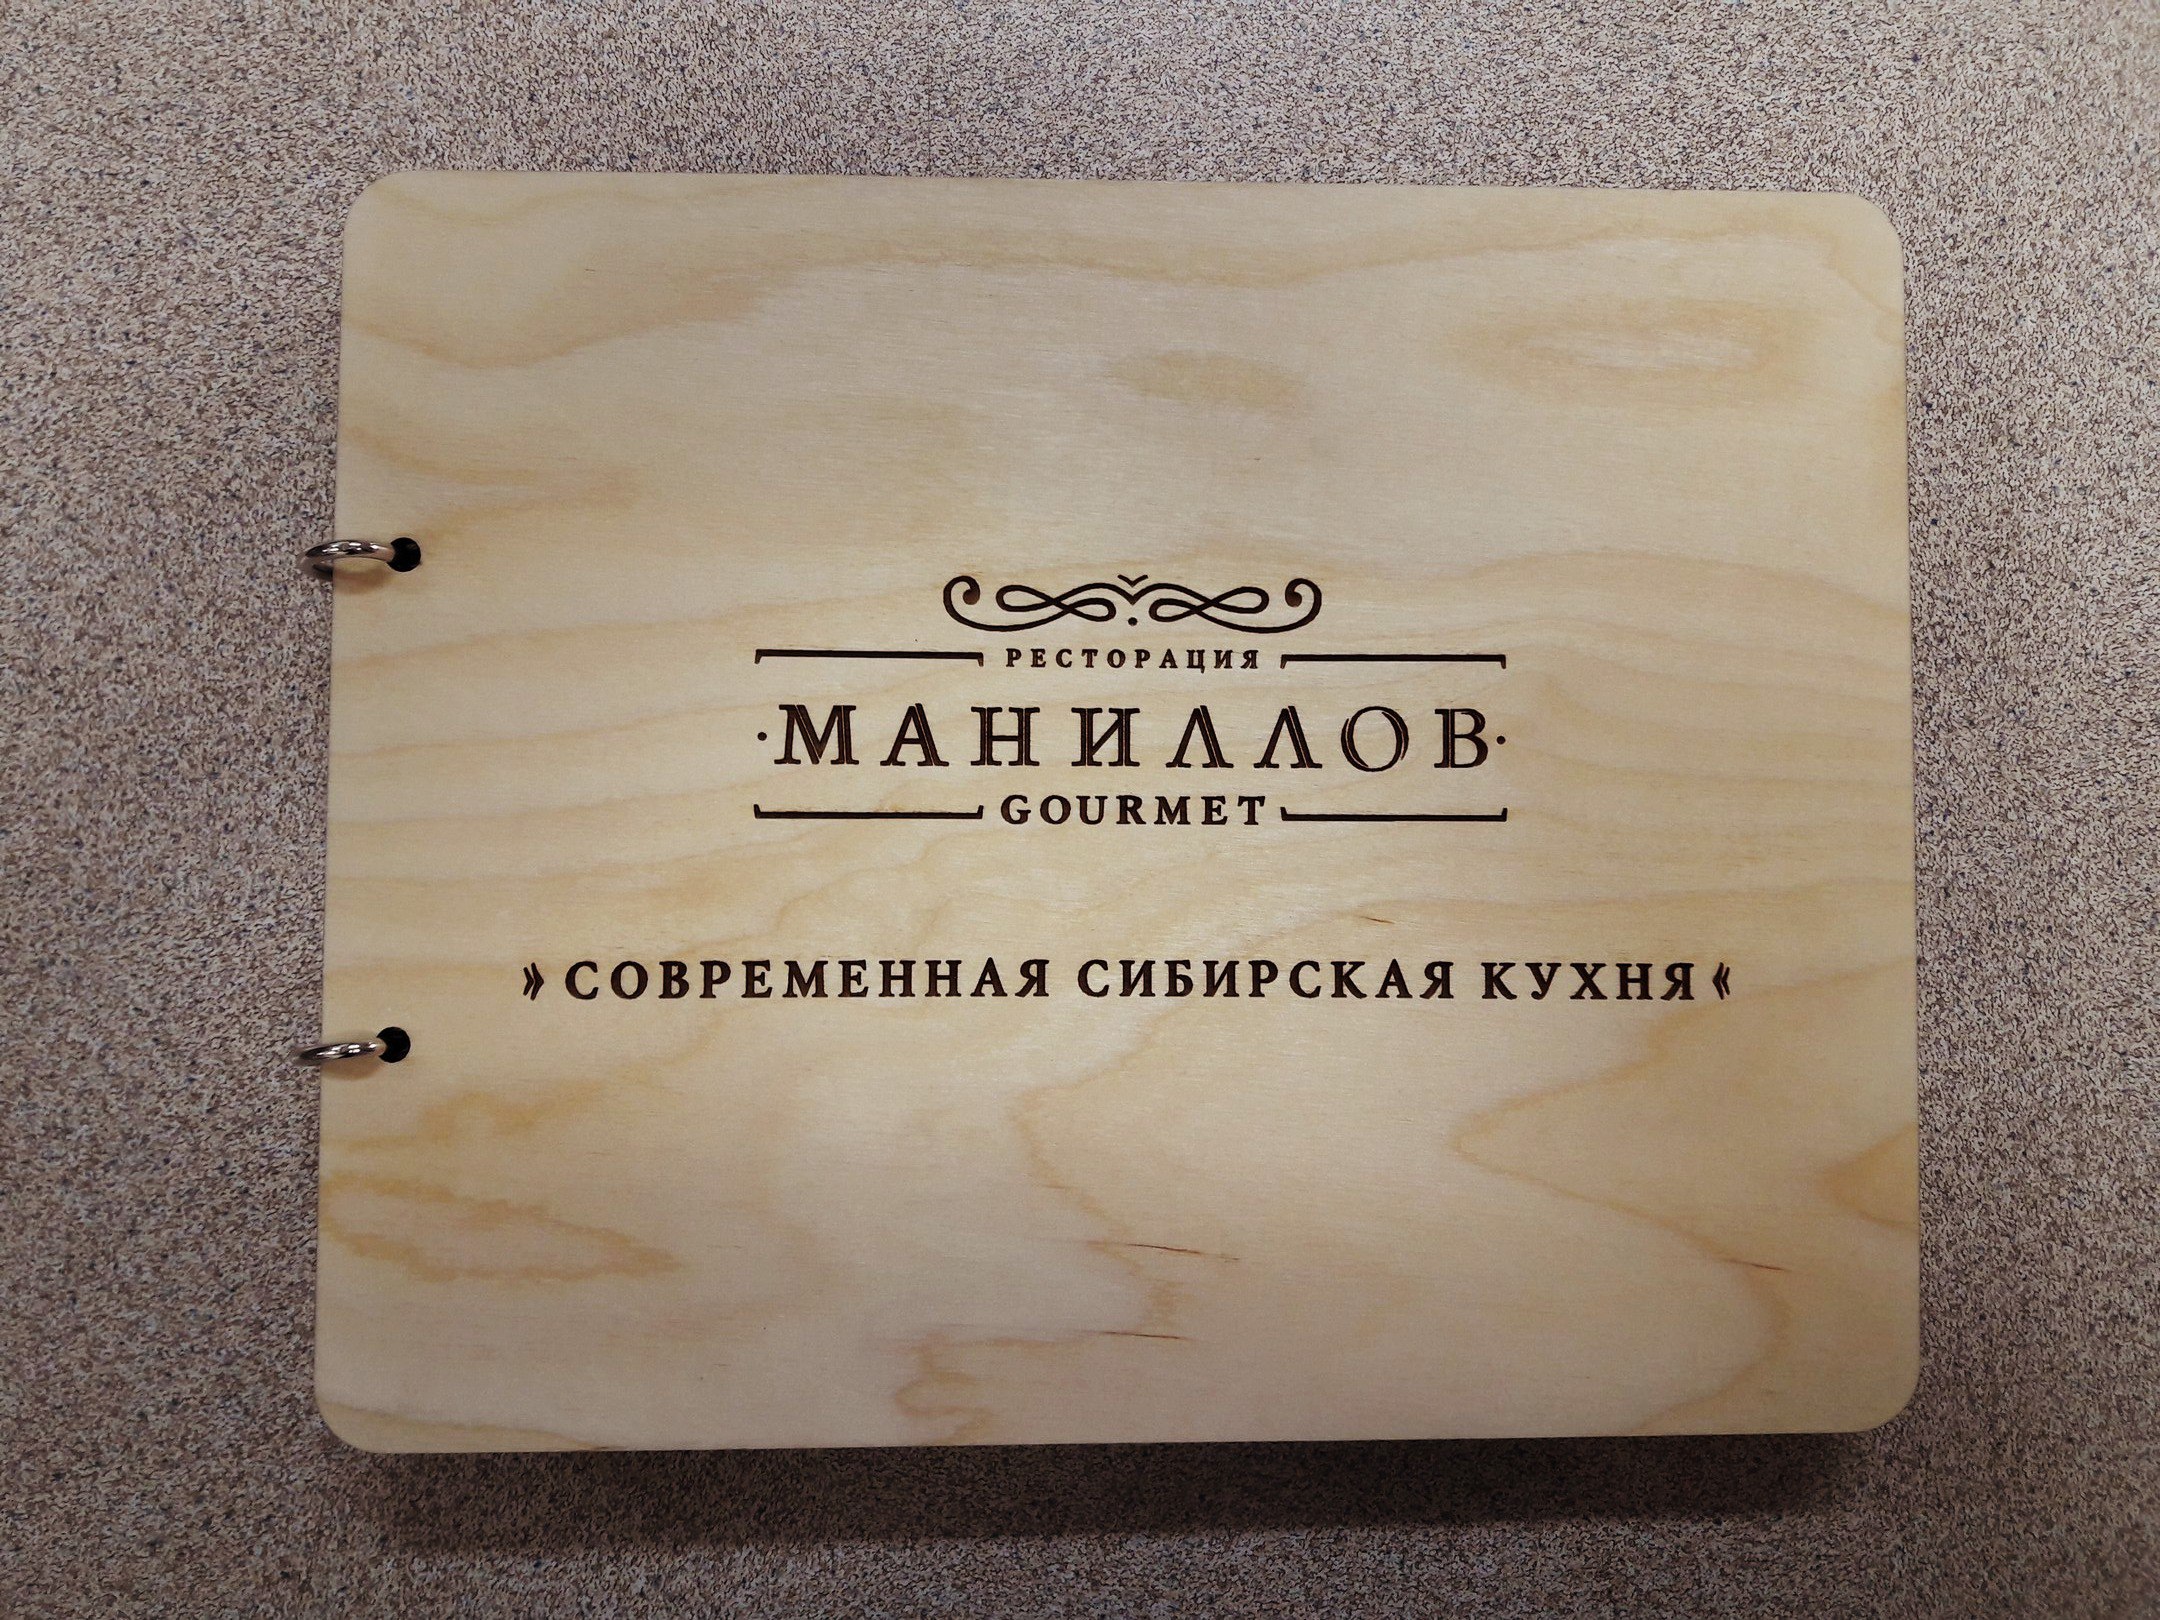 РЕСТОРАЦИЯ
·МАНИЛЛОВ·
GOURMET
»СОВРЕМЕННАЯ СИБИРСКАЯ КУХНЯ«